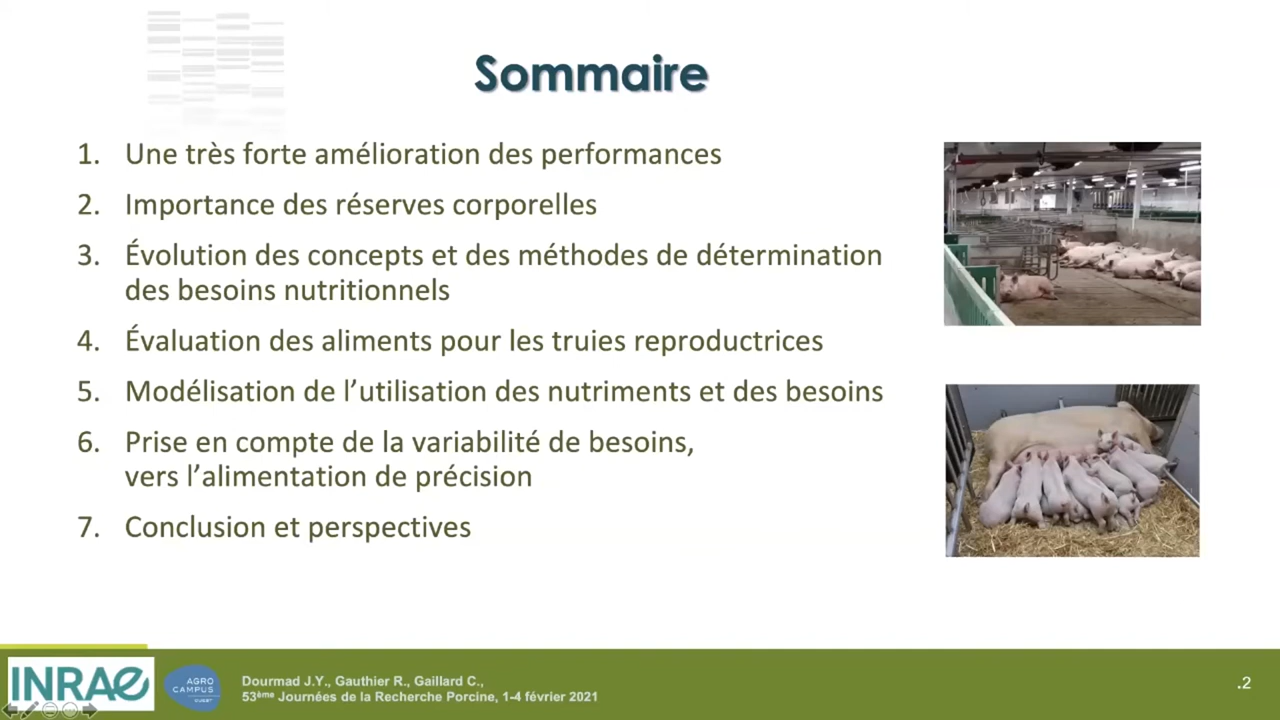 Sommaire
1. Une très forte amélioration des performances
2. Importance des réserves corporelles
3. Évolution des concepts et des méthodes de détermination
des besoins nutritionnels
4. Évaluation des aliments pour les truies reproductrices
5. Modélisation de l’utilisation des nutriments et des besoins
6. Prise en compte de la variabilité de besoins,
vers l’alimentation de précision
7. Conclusion et perspectives
INRAE
AGRO
CAMPUS
OUEST
Dourmad J.Y., Gauthier R., Gaillard C.,
53ème Journées de la Recherche Porcine, 1-4 février 2021
.2